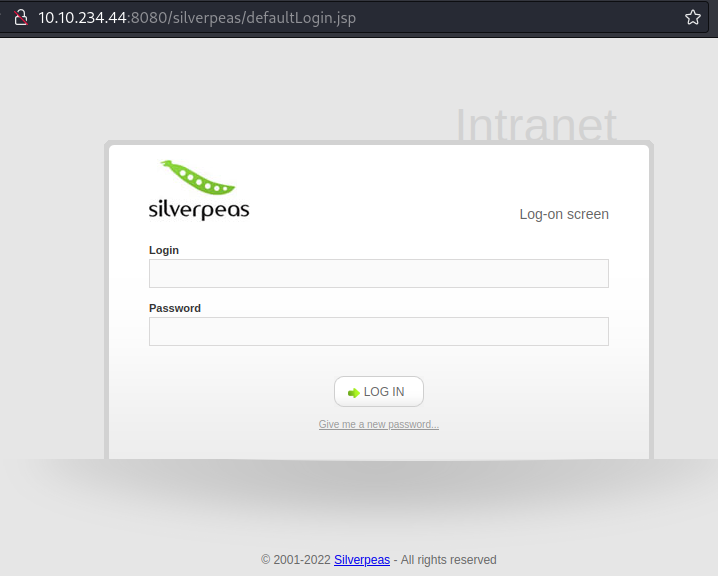 10.10.234.44:8080/silverpeas/defaultLogin.jsp
Intranet
silverpeas
Log-on screen
Login
Password
LOG IN
Give me a new password...
© 2001-2022 Silverpeas - All rights reserved